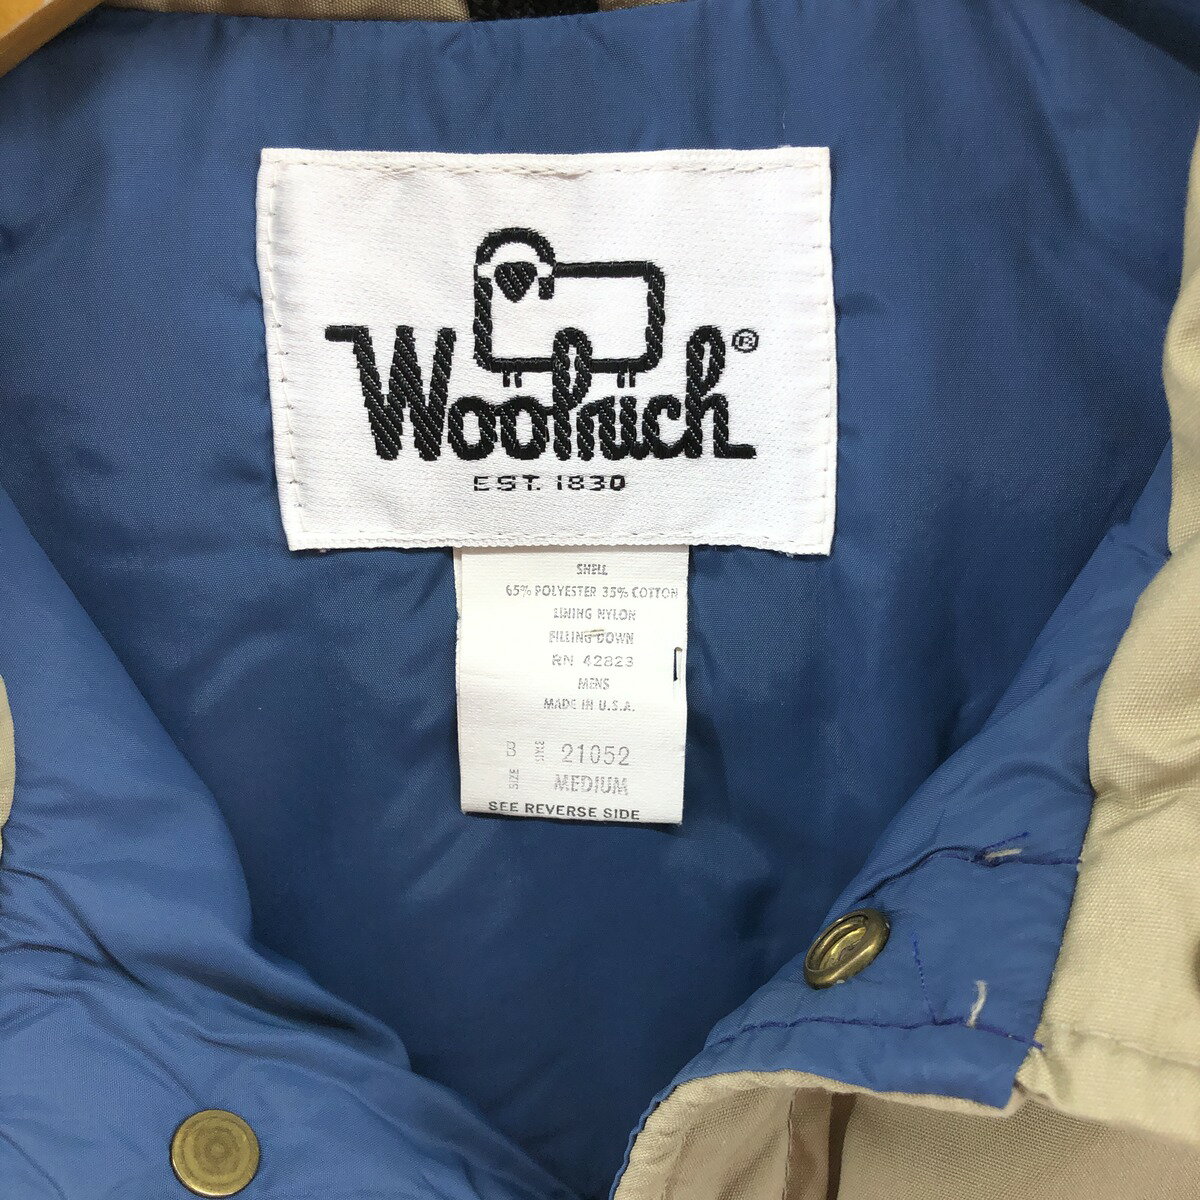 Woolrich®
EST. 1830
SHELL
65% POLYESTER 35% COTTON
LINING NYLON
FILLING DOWN
RN 42823
MENS
MADE IN U.S.A.
B STYLE 21052
SIZE MEDIUM
SEE REVERSE SIDE